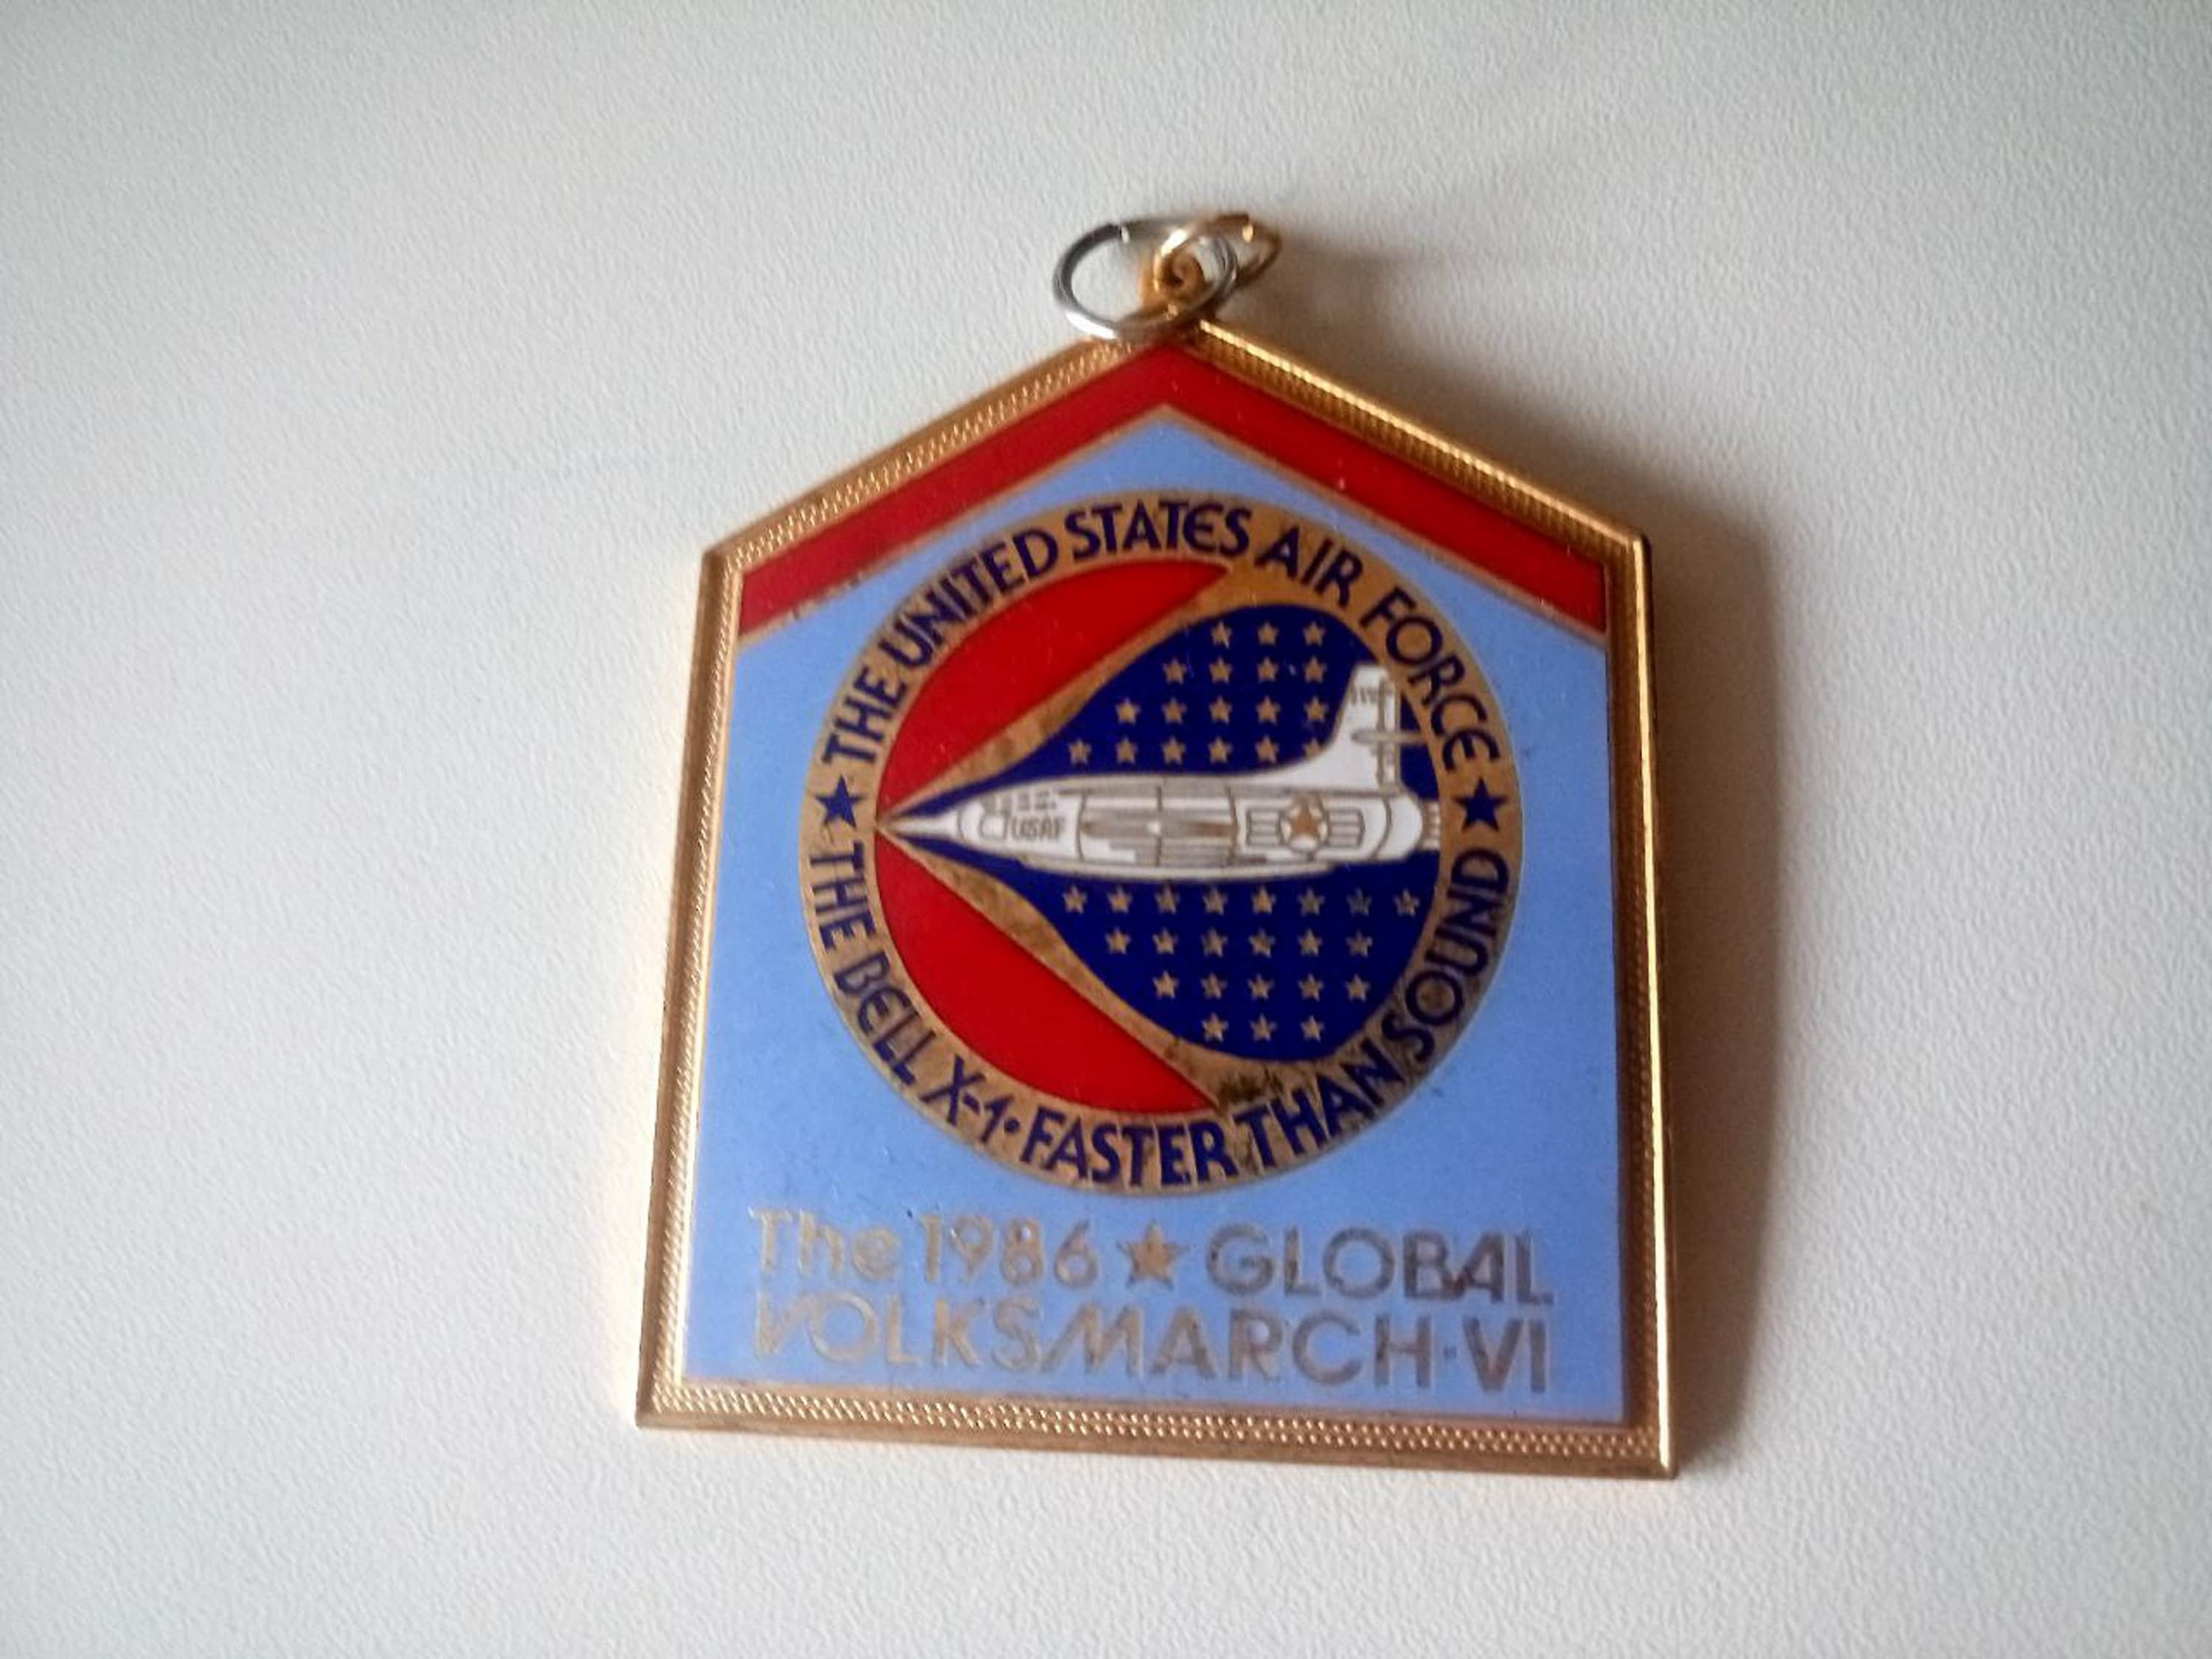 ★ THE UNITED STATES AIR FORCE ★
THE BELL X-1 • FASTER THAN SOUND
USAF
The 1986 ★ GLOBAL
VOLKSMARCH·VI